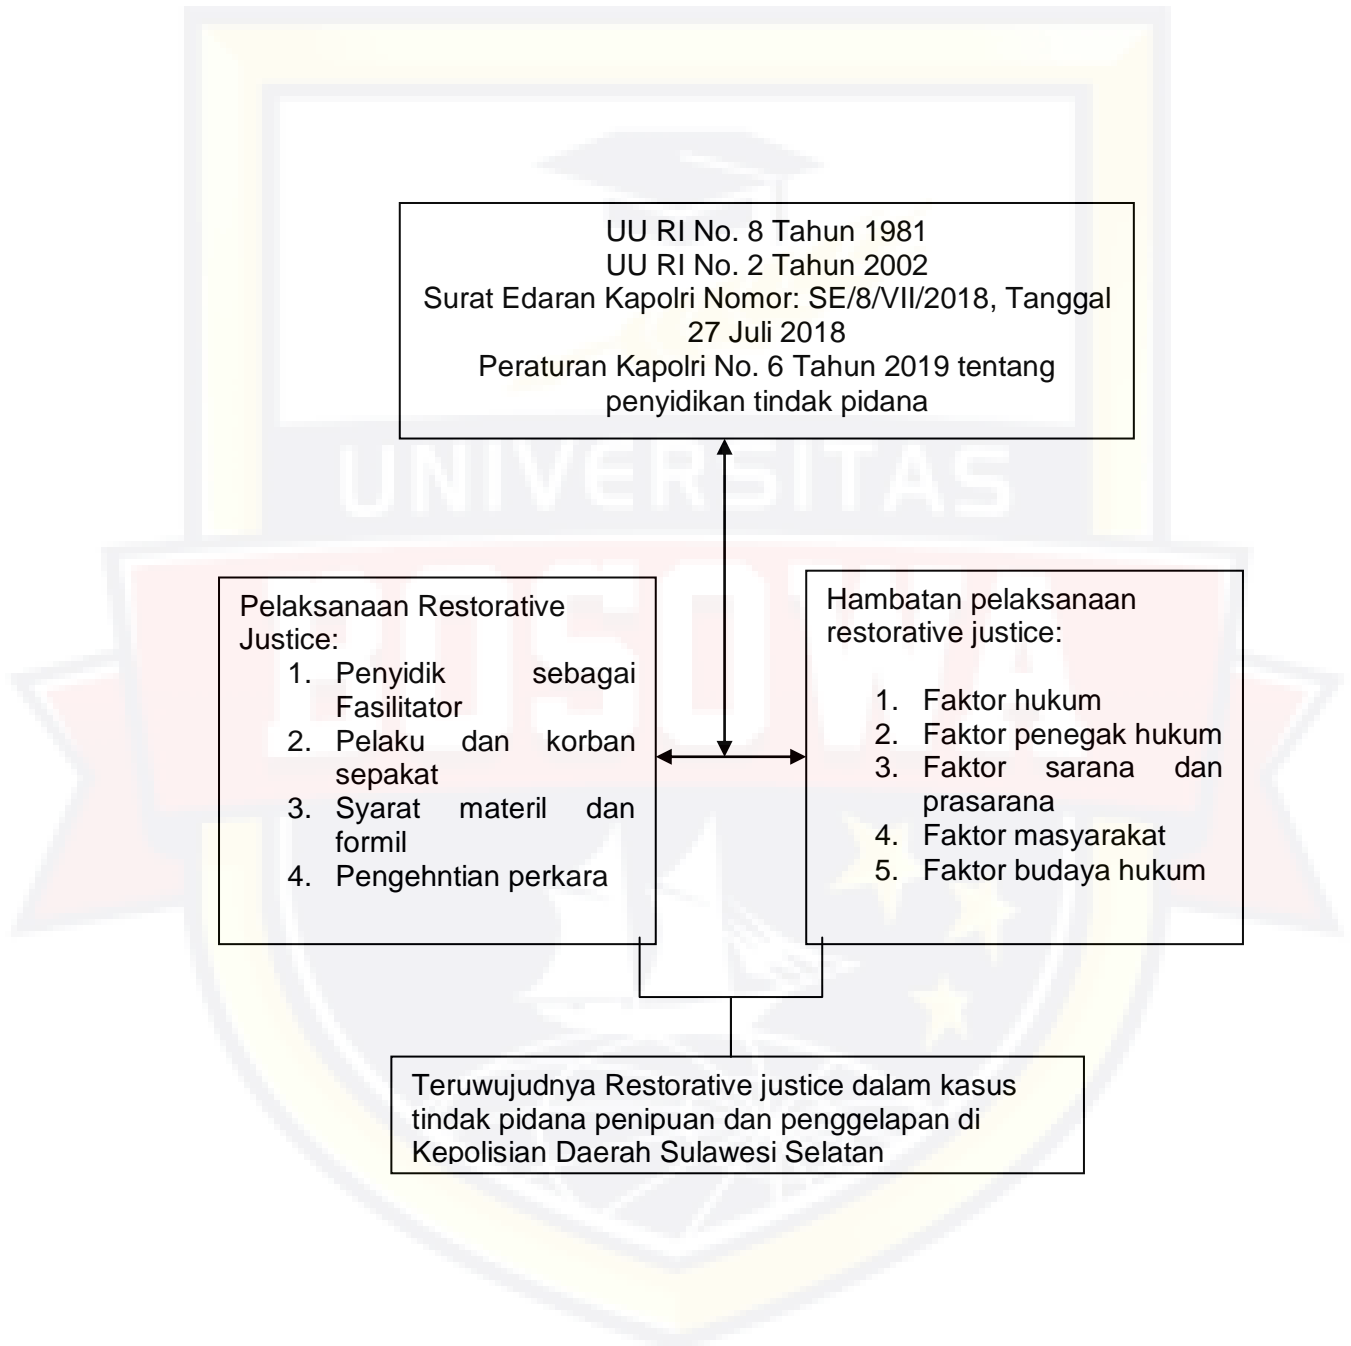 UU RI No. 8 Tahun 1981
UU RI No. 2 Tahun 2002
Surat Edaran Kapolri Nomor: SE/8/VII/2018, Tanggal
27 Juli 2018
Peraturan Kapolri No. 6 Tahun 2019 tentang
penyidikan tindak pidana
UNIVERSITAS
BOSOWA
Pelaksanaan Restorative
Justice:
1. Penyidik sebagai
Fasilitator
2. Pelaku dan korban
sepakat
3. Syarat materil dan
formil
4. Pengehntian perkara
Hambatan pelaksanaan
restorative justice:
1. Faktor hukum
2. Faktor penegak hukum
3. Faktor sarana dan
prasarana
4. Faktor masyarakat
5. Faktor budaya hukum
Teruwujudnya Restorative justice dalam kasus
tindak pidana penipuan dan penggelapan di
Kepolisian Daerah Sulawesi Selatan